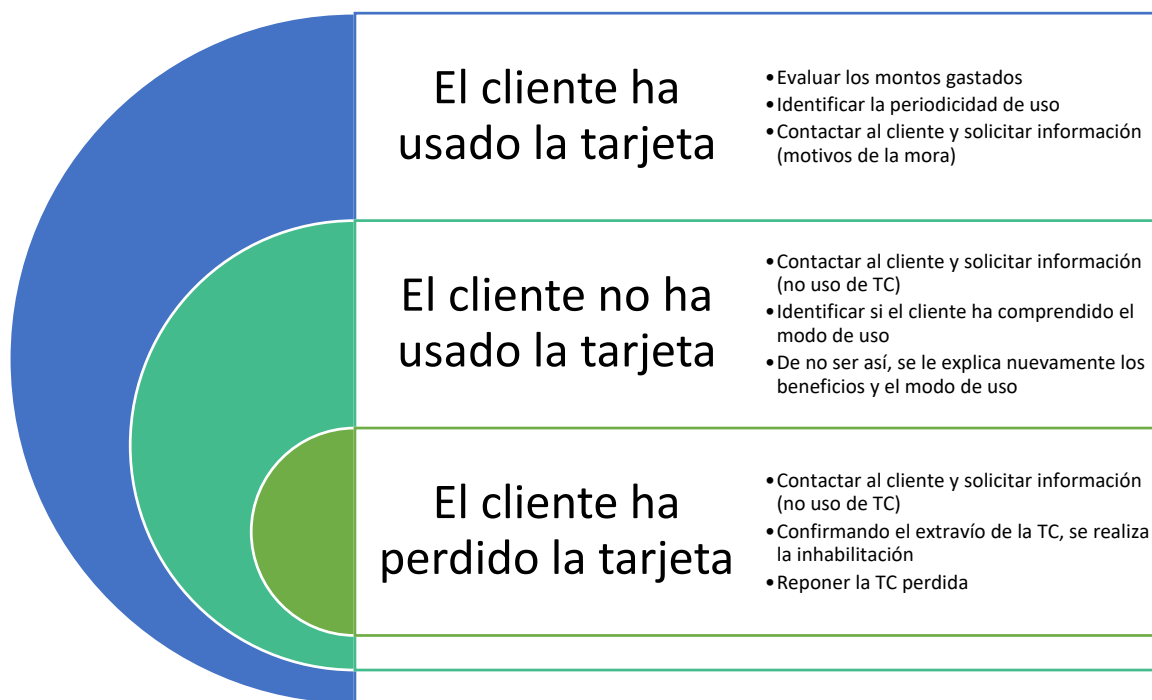 El cliente ha
usado la tarjeta
•Evaluar los montos gastados
•Identificar la periodicidad de uso
•Contactar al cliente y solicitar información
(motivos de la mora)
El cliente no ha
usado la tarjeta
•Contactar al cliente y solicitar información
(no uso de TC)
•Identificar si el cliente ha comprendido el
modo de uso
•De no ser así, se le explica nuevamente los
beneficios y el modo de uso
El cliente ha
perdido la tarjeta
•Contactar al cliente y solicitar información
(no uso de TC)
•Confirmando el extravío de la TC, se realiza
la inhabilitación
•Reponer la TC perdida